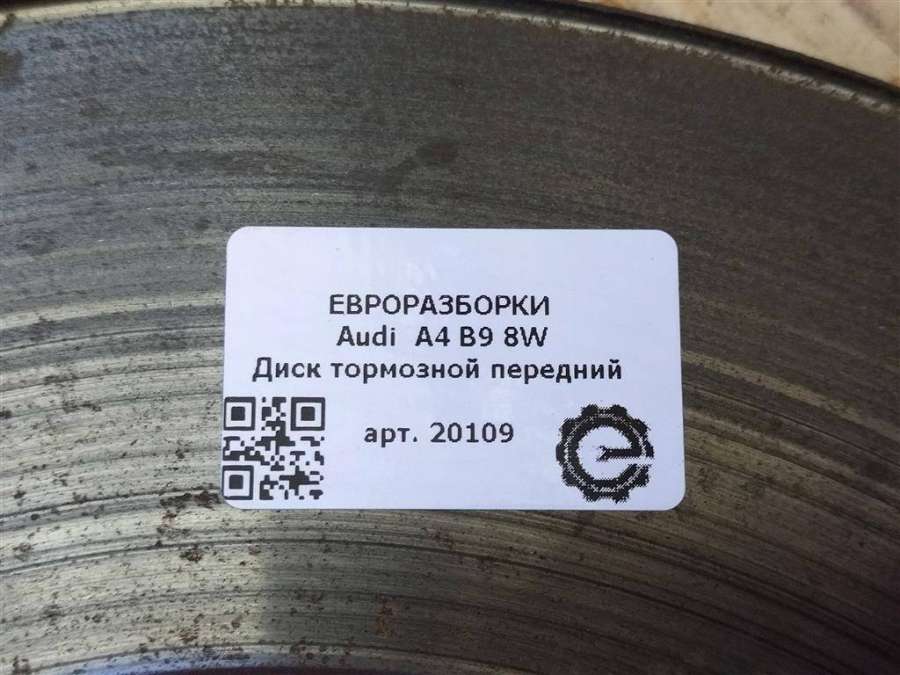 ЕВРОРАЗБОРКИ
Audi A4 B9 8W
Диск тормозной передний
арт. 20109